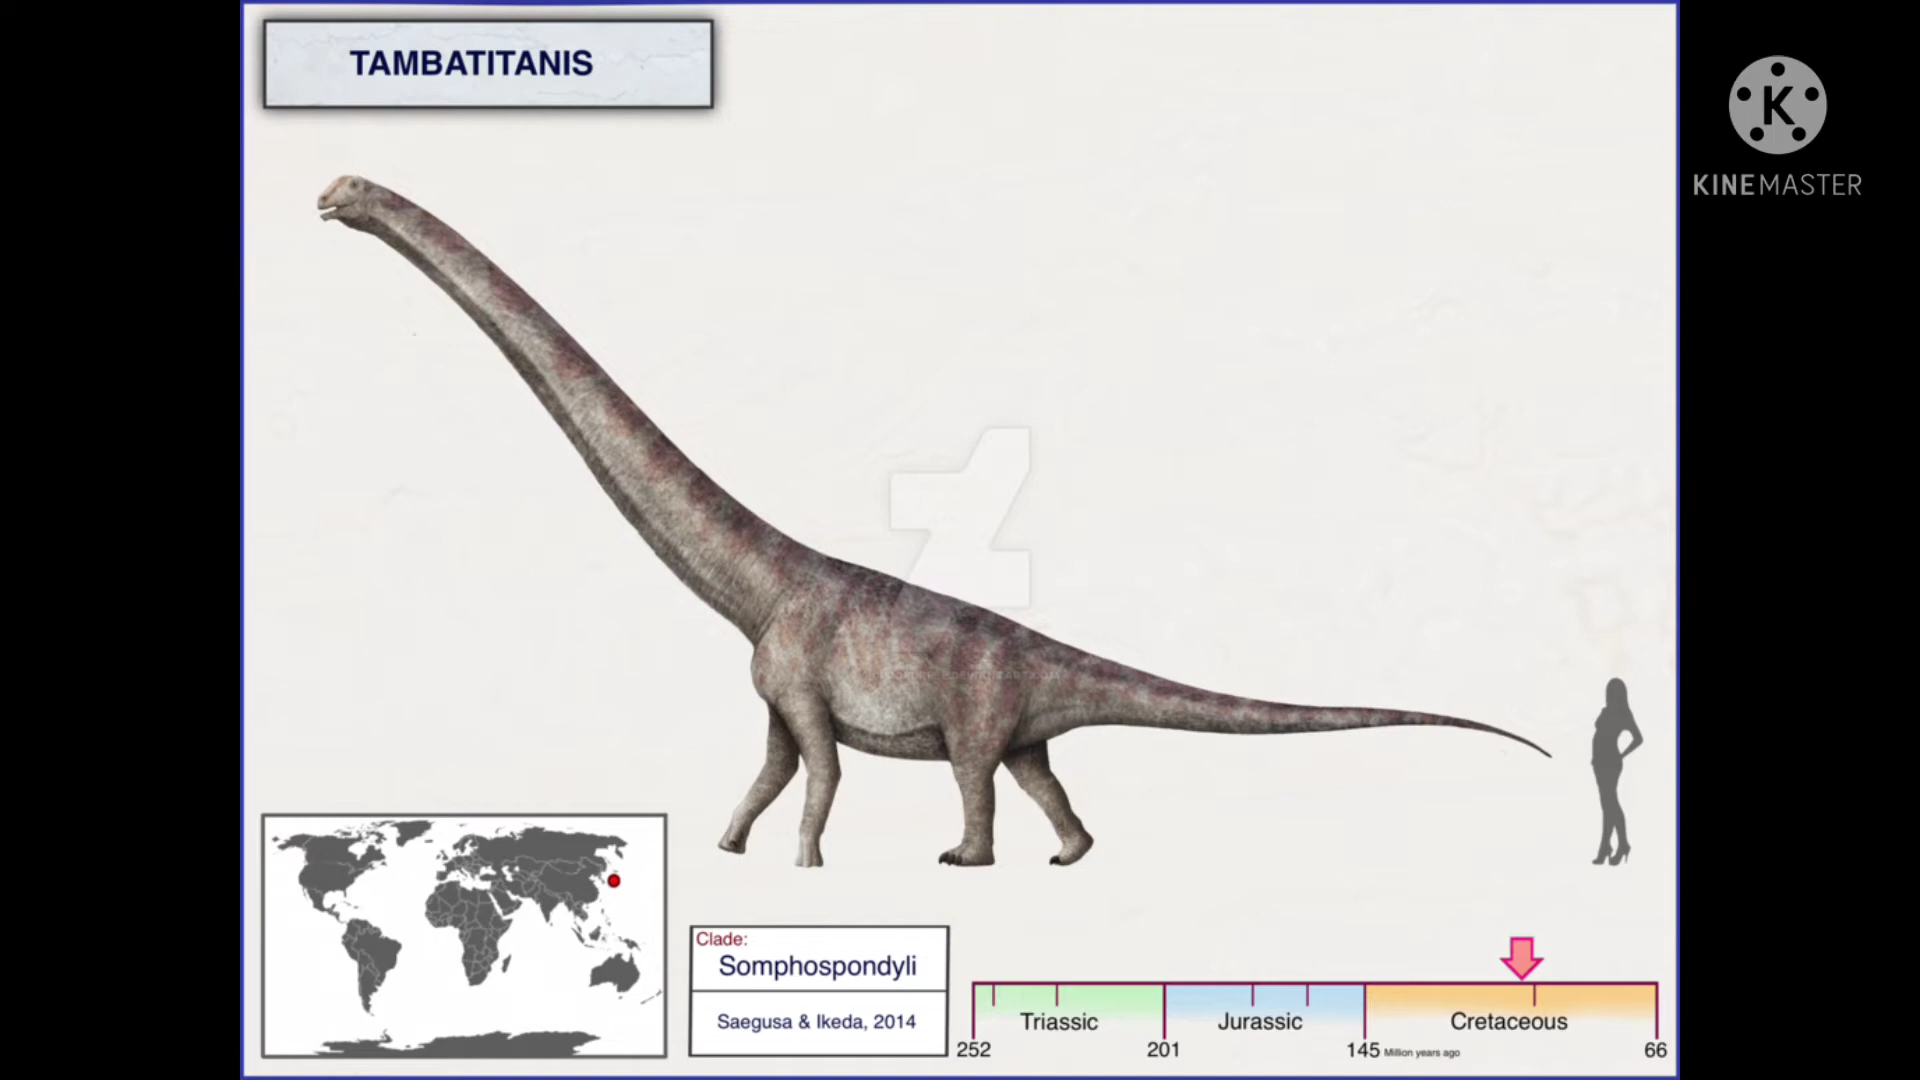 TAMBATITANIS
K
KINEMASTER
Clade:
Somphospondyli
Saegusa & Ikeda, 2014
Triassic
Jurassic
Cretaceous
252
201
145
Million years ago
66